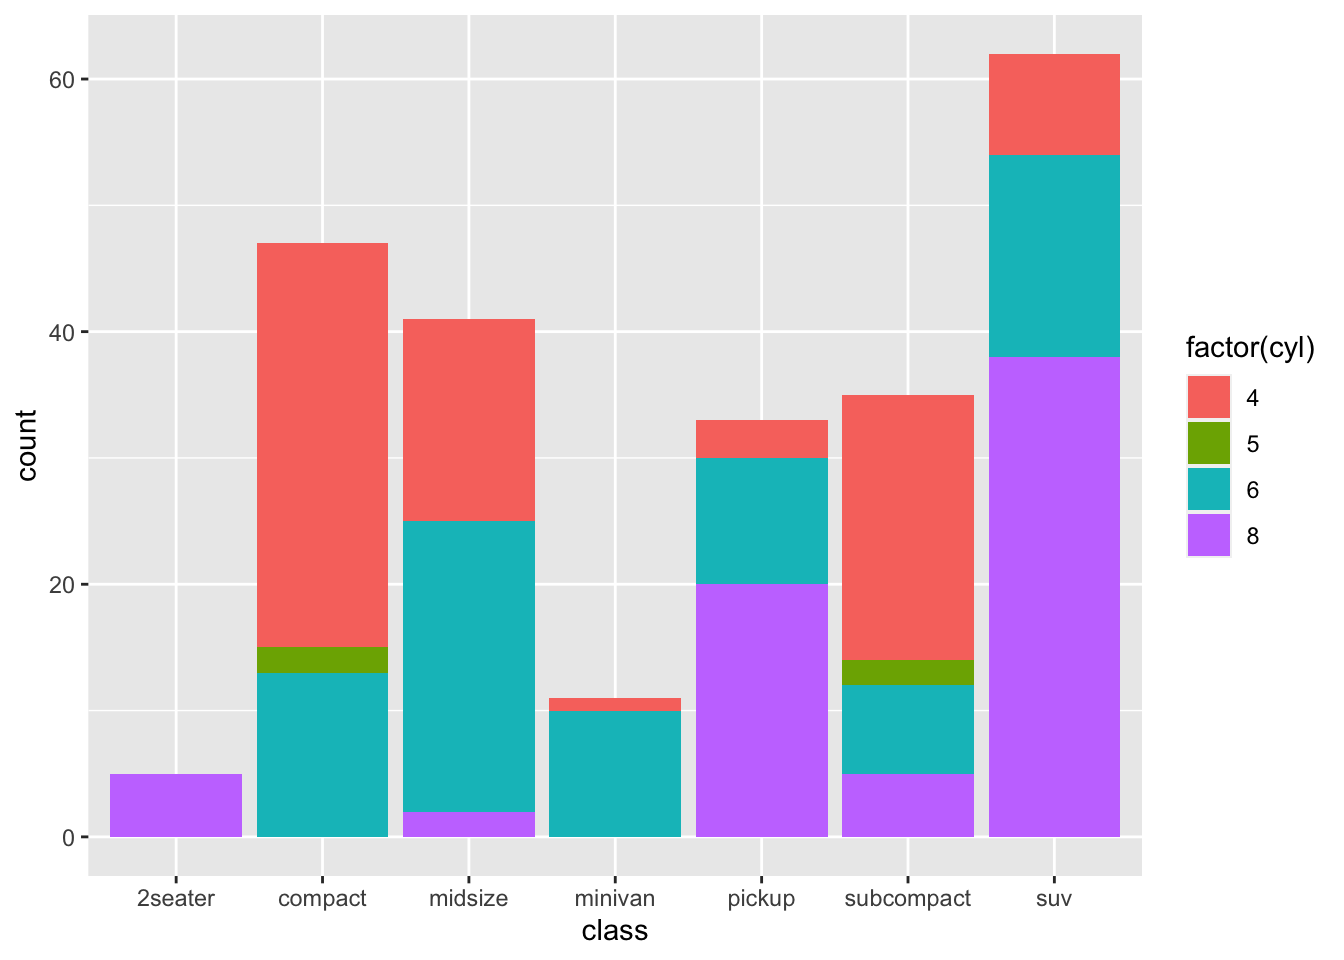 60
40
20
0
count
2seater
compact
midsize
minivan
pickup
subcompact
suv
class
factor(cyl)
4
5
6
8